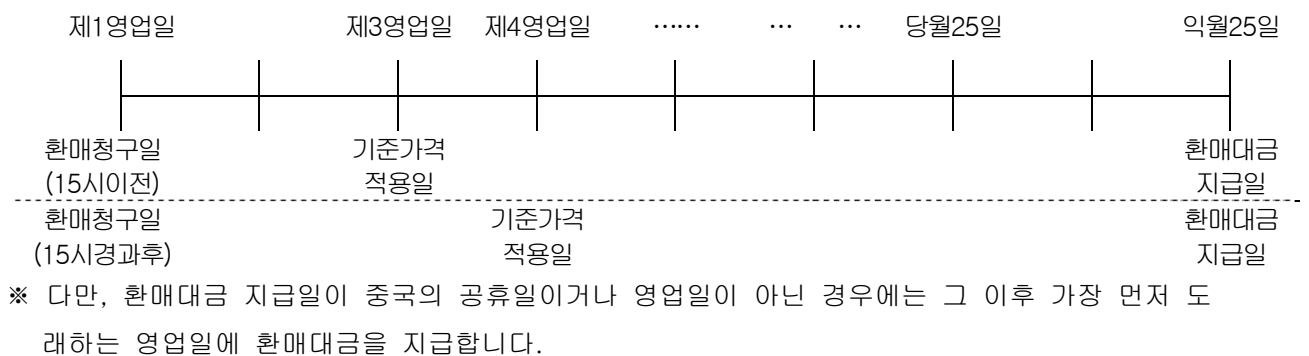 제1영업일 제3영업일 제4영업일 …… … … 당월25일 익월25일
환매청구일 기준가격 환매대금
(15시이전) 적용일 지급일
환매청구일 기준가격 환매대금
(15시경과후) 적용일 지급일
※ 다만, 환매대금 지급일이 중국의 공휴일이거나 영업일이 아닌 경우에는 그 이후 가장 먼저 도
래하는 영업일에 환매대금을 지급합니다.